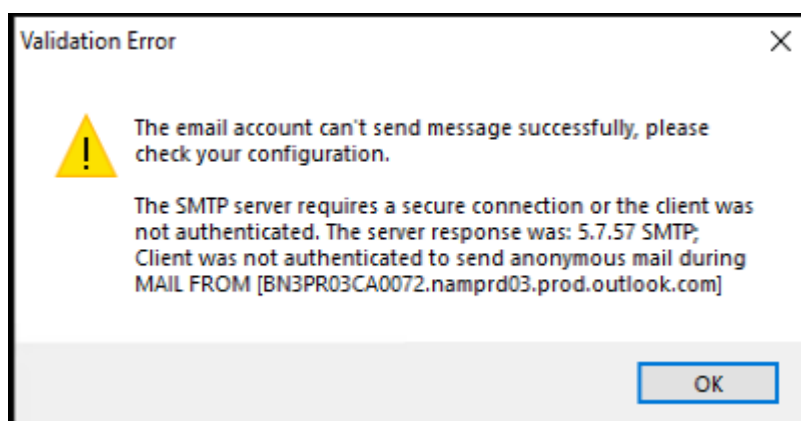 Validation Error
The email account can't send message successfully, please
check your configuration.
The SMTP server requires a secure connection or the client was
not authenticated. The server response was: 5.7.57 SMTP;
Client was not authenticated to send anonymous mail during
MAIL FROM [BN3PR03CA0072.namprd03.prod.outlook.com]
OK